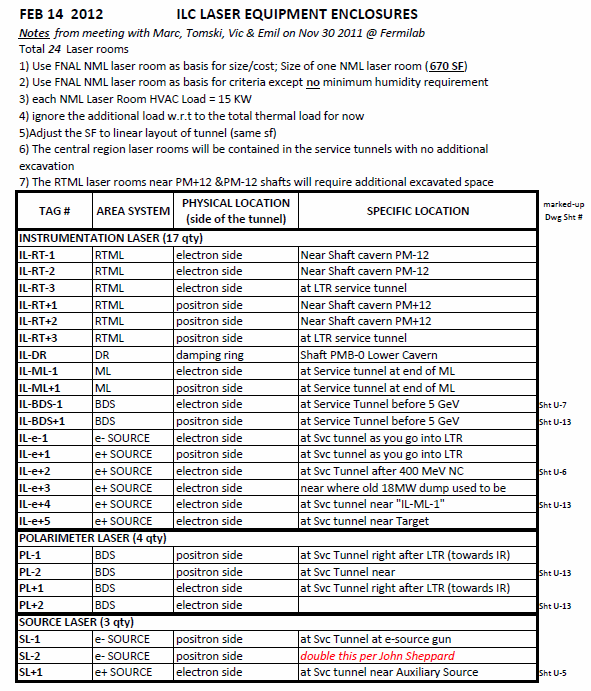 FEB 14 2012 ILC LASER EQUIPMENT ENCLOSURES
Notes from meeting with Marc, Tomski, Vic & Emil on Nov 30 2011 @ Fermilab
Total 24 Laser rooms
1) Use FNAL NML laser room as basis for size/cost; Size of one NML laser room (670 SF)
2) Use FNAL NML laser room as basis for criteria except no minimum humidity requirement
3) each NML Laser Room HVAC Load = 15 KW
4) ignore the additional load w.r.t to the total thermal load for now
5)Adjust the SF to linear layout of tunnel (same sf)
6) The central region laser rooms will be contained in the service tunnels with no additional
excavation
7) The RTML laser rooms near PM+12 &PM-12 shafts will require additional excavated space
TAG # AREA SYSTEM PHYSICAL LOCATION (side of the tunnel) SPECIFIC LOCATION marked-up Dwg Sht #
INSTRUMENTATION LASER (17 qty)
IL-RT-1 RTML electron side Near Shaft cavern PM-12
IL-RT-2 RTML electron side Near Shaft cavern PM-12
IL-RT-3 RTML electron side at LTR service tunnel
IL-RT+1 RTML positron side Near Shaft cavern PM+12
IL-RT+2 RTML positron side Near Shaft cavern PM+12
IL-RT+3 RTML positron side at LTR service tunnel
IL-DR DR damping ring Shaft PMB-0 Lower Cavern
IL-ML-1 ML electron side at Service tunnel at end of ML
IL-ML+1 ML positron side at Service tunnel at end of ML
IL-BDS-1 BDS electron side at Service Tunnel before 5 GeV Sht U-7
IL-BDS+1 BDS positron side at Service Tunnel before 5 GeV Sht U-13
IL-e-1 e- SOURCE positron side at Svc tunnel as you go into LTR
IL-e+1 e+ SOURCE electron side at Svc tunnel as you go into LTR
IL-e+2 e+ SOURCE electron side at Svc Tunnel after 400 MeV NC Sht U-6
IL-e+3 e+ SOURCE electron side near where old 18MW dump used to be
IL-e+4 e+ SOURCE electron side at Svc tunnel near "IL-ML-1" Sht U-13
IL-e+5 e+ SOURCE electron side at Svc tunnel near Target
POLARIMETER LASER (4 qty)
PL-1 BDS positron side at Svc Tunnel right after LTR (towards IR)
PL-2 BDS positron side at Svc Tunnel near Sht U-13
PL+1 BDS electron side at Svc Tunnel right after LTR (towards IR)
PL+2 BDS electron side Sht U-13
SOURCE LASER (3 qty)
SL-1 e- SOURCE positron side at Svc Tunnel at e-source gun
SL-2 e- SOURCE positron side double this per John Sheppard
SL+1 e+ SOURCE electron side at Svc tunnel near Auxiliary Source Sht U-5